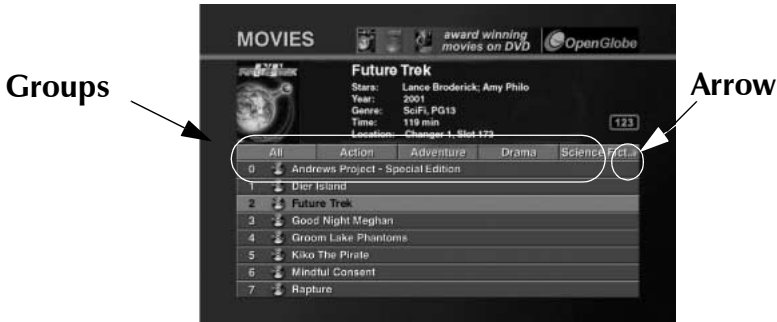 MOVIES
award winning
movies on DVD
OpenGlobe
Groups
Arrow
Future Trek
Stars: Lance Broderick; Amy Philo
Year: 2001
Genre: SciFi, PG13
Time: 119 min
Location: Changer 1, Slot 173
123
All Action Adventure Drama Science Fict...
0 Andrews Project - Special Edition
1 Dier Island
2 Future Trek
3 Good Night Meghan
4 Groom Lake Phantoms
5 Kiko The Pirate
6 Mindful Consent
7 Rapture